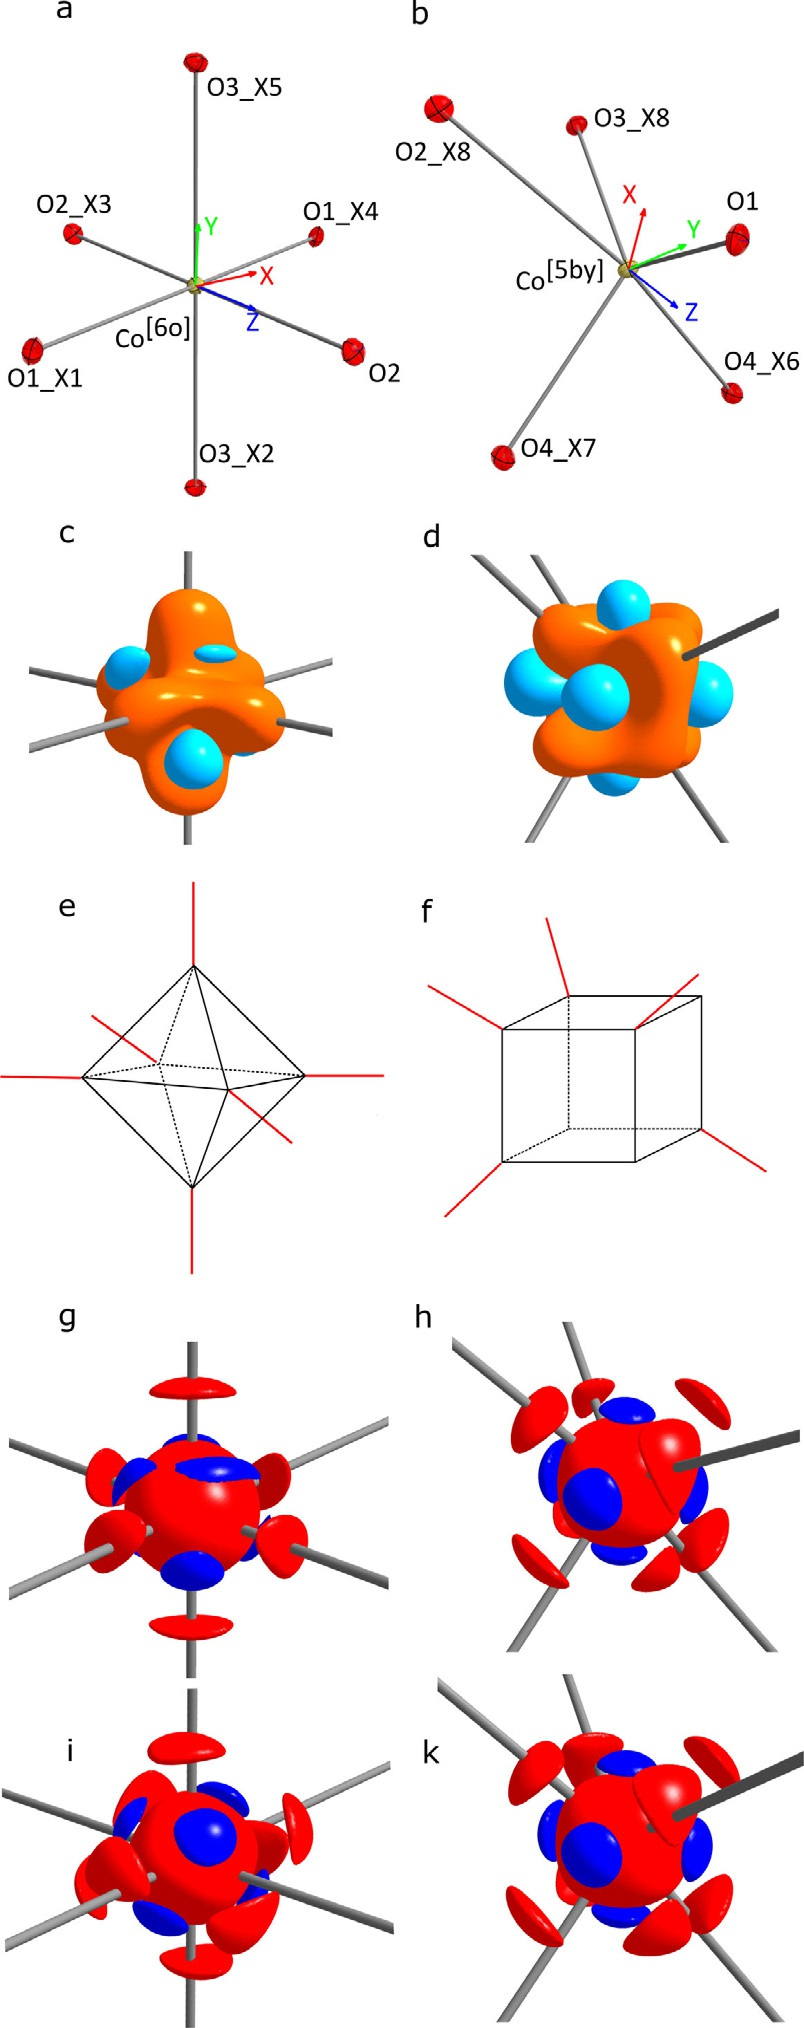 a
b
O3_X5
O2_X3
O1_X4
Y
X
Z
Co[6o]
O1_X1
O2
O3_X2
O2_X8
O3_X8
X
O1
Y
Co[5by]
Z
O4_X6
O4_X7
c
d
e
f
g
h
i
k